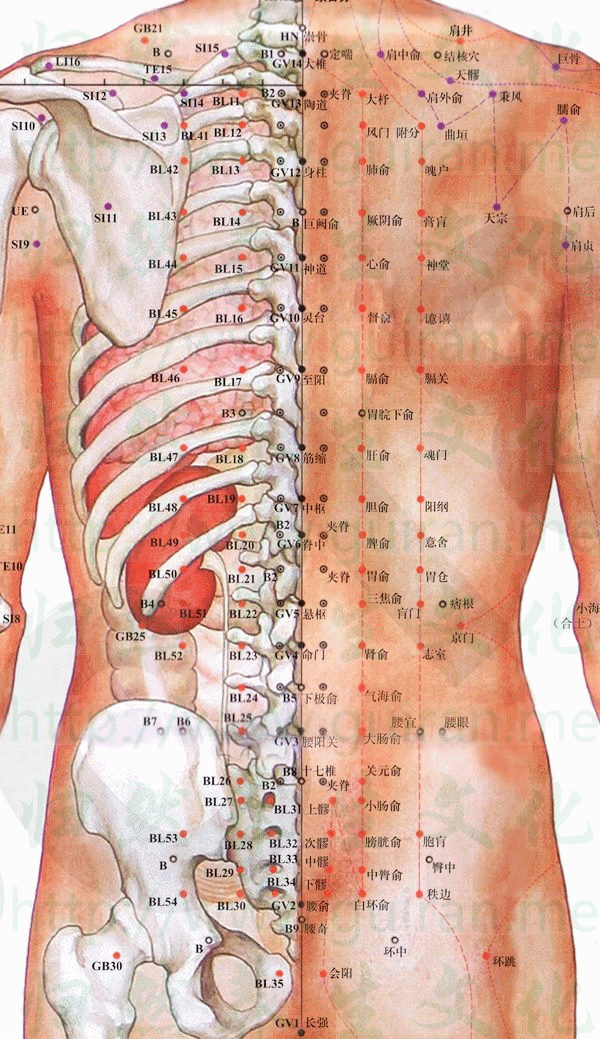 GB21
肩井
HN 崇骨
SI15
B
B1
定喘
肩中俞
结核穴
巨骨
LI16
TE15
GV14 大椎
天髎
SI12
SI14
BL11
B2
GV13 陶道
夹脊
大杼
肩外俞
秉风
臑俞
SI10
SI13
BL41
BL12
风门
附分
曲垣
BL42
BL13
GV12 身柱
肺俞
魄户
UE
SI11
BL43
BL14
B 巨阙俞
厥阴俞
膏肓
天宗
肩后
SI9
肩贞
BL44
BL15
GV11 神道
心俞
神堂
BL45
BL16
GV10 灵台
督俞
譩譆
BL46
BL17
GV9 至阳
膈俞
膈关
B3
胃脘下俞
BL47
BL18
GV8 筋缩
肝俞
魂门
BL48
BL19
GV7 中枢
胆俞
阳纲
E11
B2
夹脊
BL49
BL20
GV6 脊中
脾俞
意舍
TE10
BL50
BL21
B2
夹脊
胃俞
胃仓
B4
BL51
BL22
GV5 悬枢
三焦俞
肓门
痞根
小海
SI8
(合土)
GB25
京门
BL52
BL23
GV4 命门
肾俞
志室
BL24
B5 下极俞
气海俞
B7
B6
BL25
腰宜
腰眼
GV3 腰阳关
大肠俞
B8 十七椎
关元俞
BL26
B2
夹脊
BL27
BL31 上髎
小肠俞
BL53
BL28
BL32 次髎
膀胱俞
胞肓
B
BL33 中髎
臀中
BL29
中膂俞
BL34 下髎
BL54
BL30
GV2 腰俞
白环俞
秩边
B9 腰奇
B
环中
GB30
环跳
BL35
会阳
GV1 长强